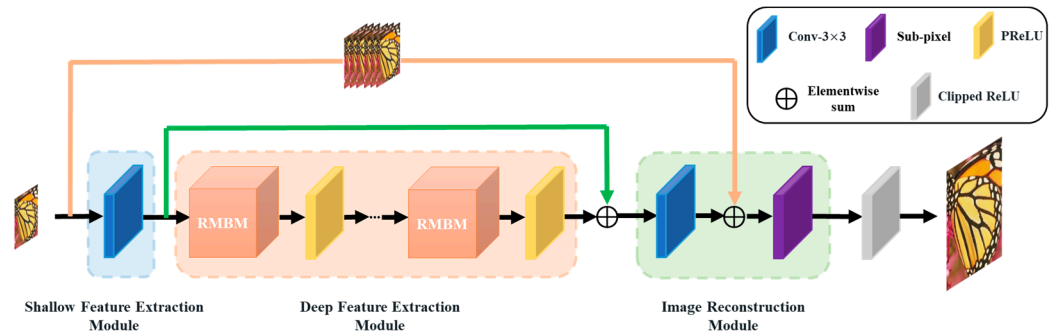 Conv-3×3
Sub-pixel
PReLU
Elementwise
sum
Clipped ReLU
RMBM
RMBM
Shallow Feature Extraction
Module
Deep Feature Extraction
Module
Image Reconstruction
Module